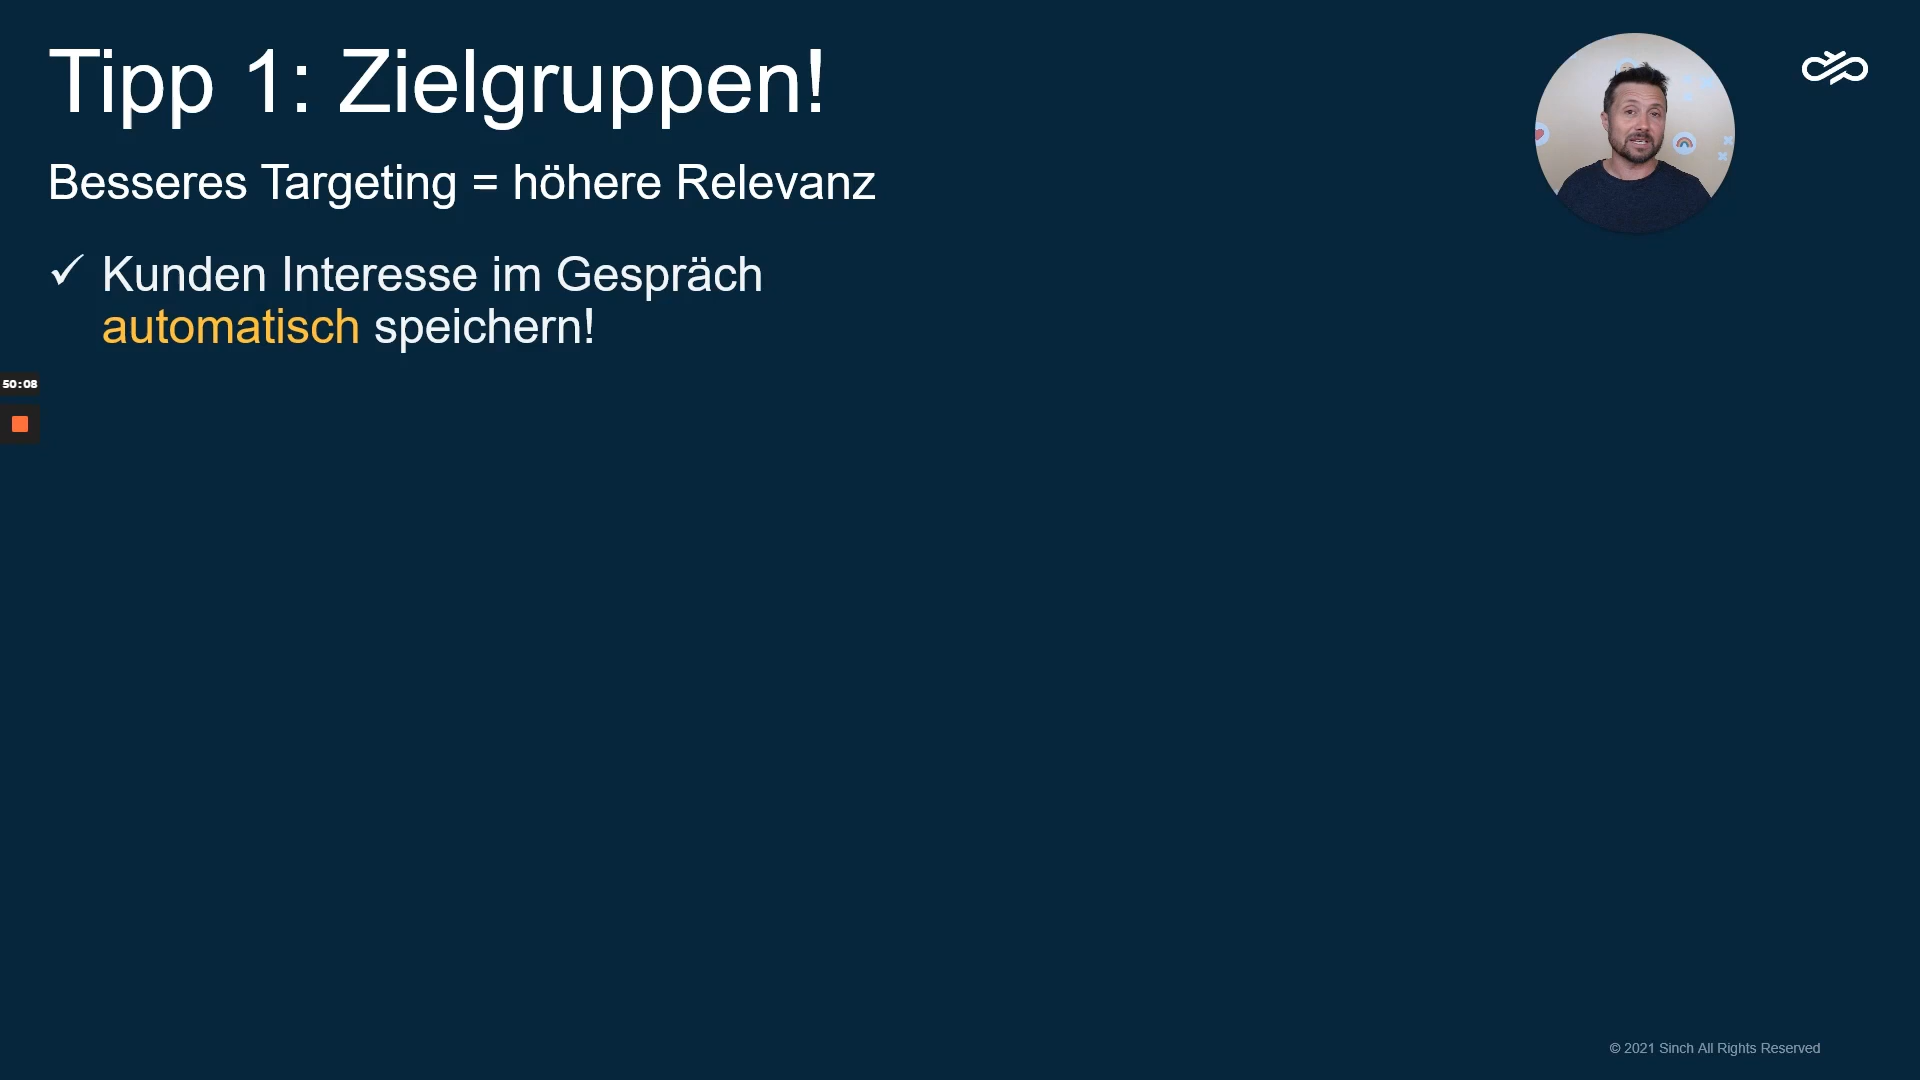 Tipp 1: Zielgruppen!
Besseres Targeting = höhere Relevanz
✓ Kunden Interesse im Gespräch
automatisch speichern!
50:08
© 2021 Sinch All Rights Reserved